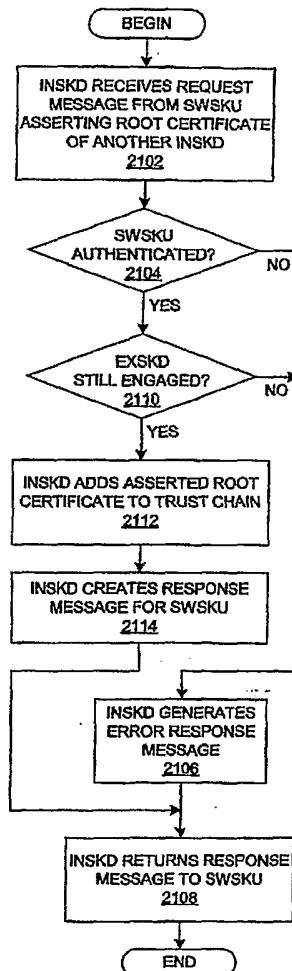 BEGIN
INSKD RECEIVES REQUEST
MESSAGE FROM SWSKU
ASSERTING ROOT CERTIFICATE
OF ANOTHER INSKD
2102
SWSKU
AUTHENTICATED?
2104
NO
YES
EXSKD
STILL ENGAGED?
2110
NO
YES
INSKD ADDS ASSERTED ROOT
CERTIFICATE TO TRUST CHAIN
2112
INSKD CREATES RESPONSE
MESSAGE FOR SWSKU
2114
INSKD GENERATES
ERROR RESPONSE
MESSAGE
2106
INSKD RETURNS RESPONSE
MESSAGE TO SWSKU
2108
END